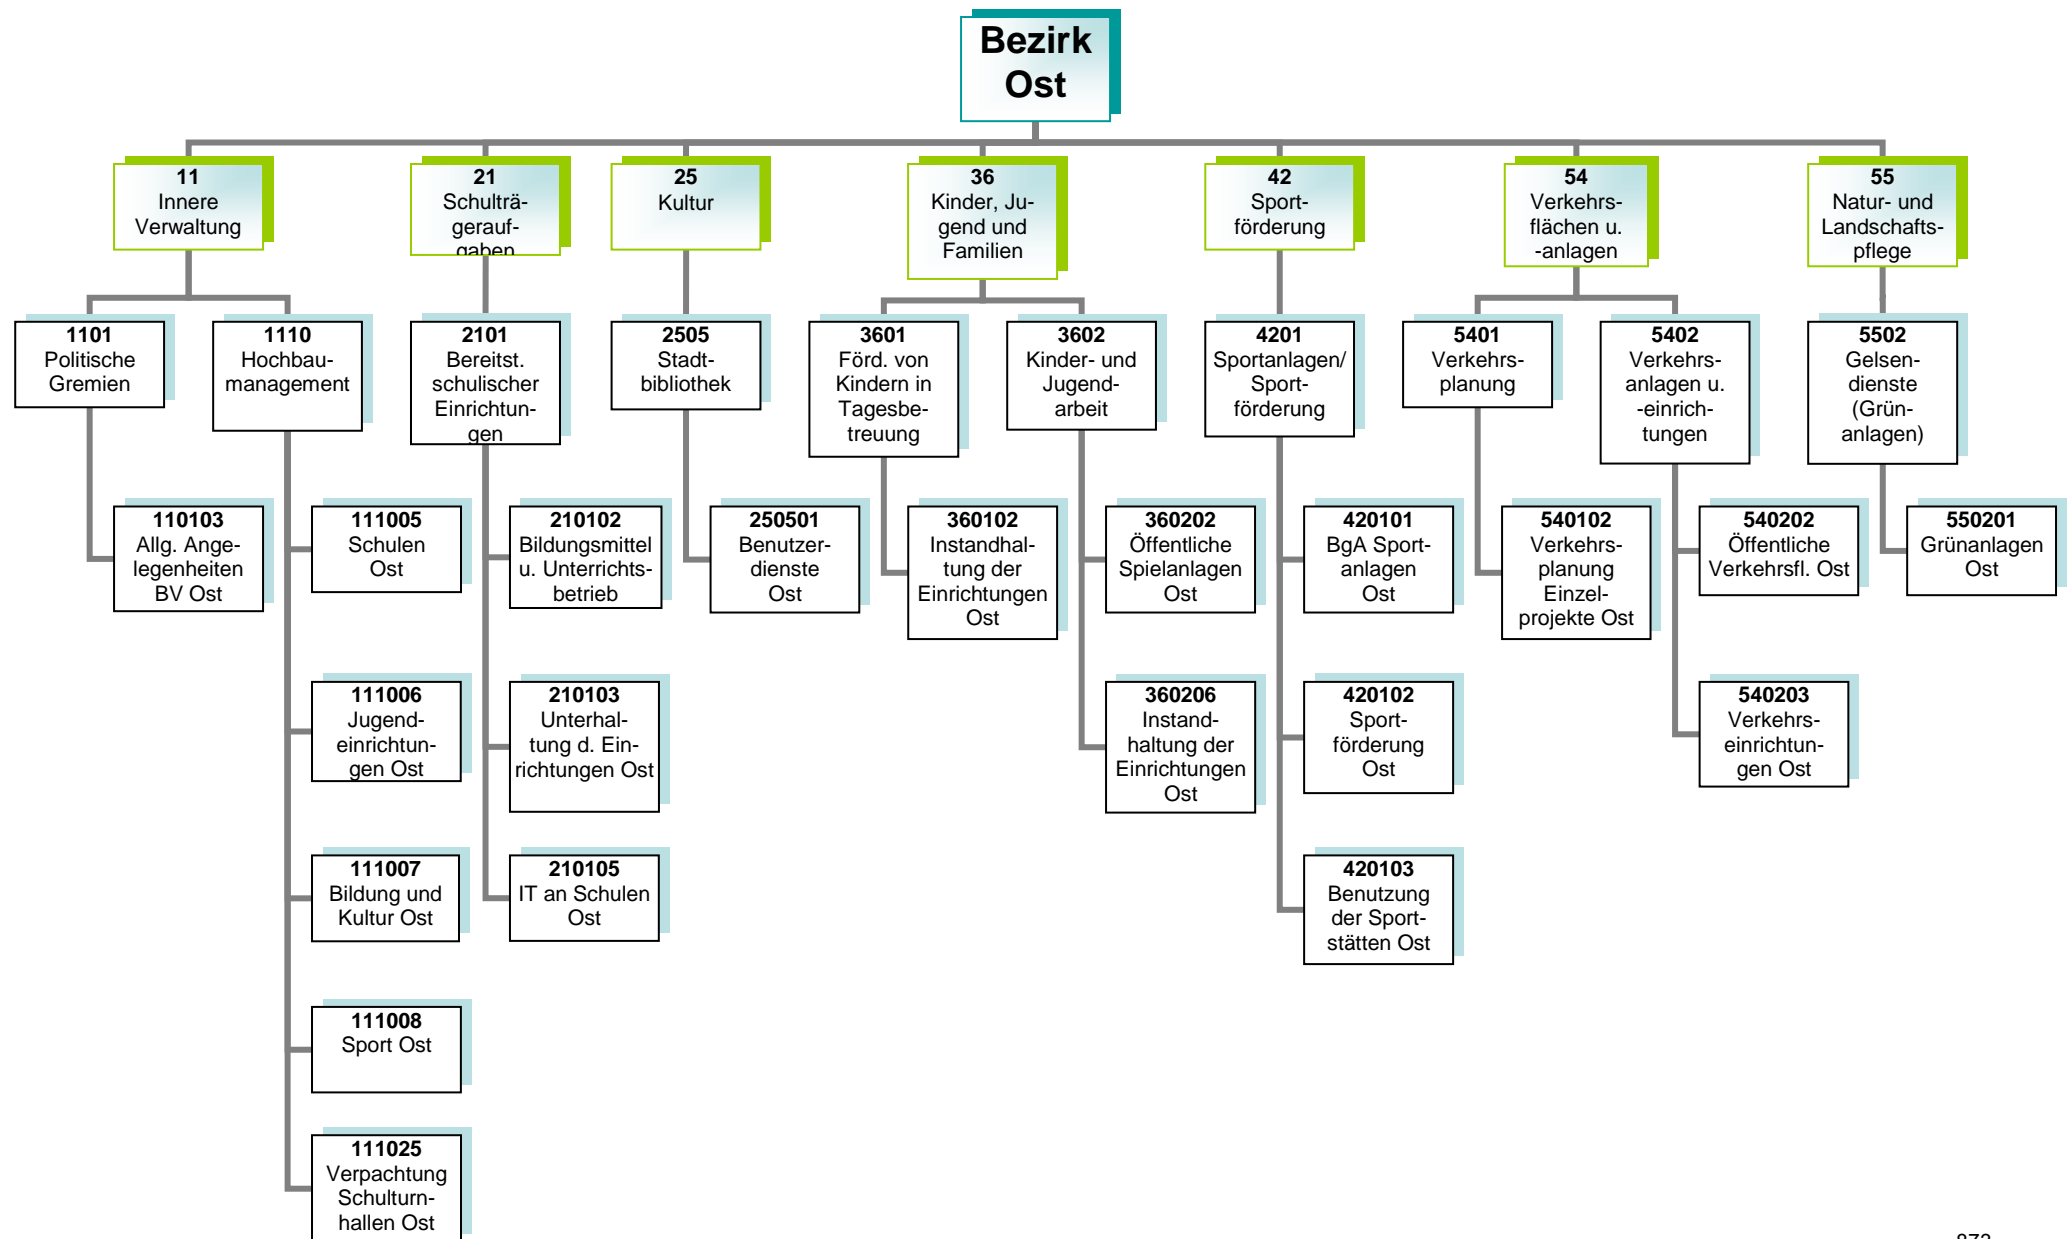 Bezirk
Ost
11
Innere
Verwaltung
21
Schulträ-
gerauf-
gaben
25
Kultur
36
Kinder, Ju-
gend und
Familien
42
Sport-
förderung
54
Verkehrs-
flächen u.
-anlagen
55
Natur- und
Landschafts-
pflege
1101
Politische
Gremien
1110
Hochbau-
management
2101
Bereitst.
schulischer
Einrichtun-
gen
2505
Stadt-
bibliothek
3601
Förd. von
Kindern in
Tagesbe-
treuung
3602
Kinder- und
Jugend-
arbeit
4201
Sportanlagen/
Sport-
förderung
5401
Verkehrs-
planung
5402
Verkehrs-
anlagen u.
-einrich-
tungen
5502
Gelsen-
dienste
(Grün-
anlagen)
110103
Allg. Ange-
legenheiten
BV Ost
111005
Schulen
Ost
210102
Bildungsmittel
u. Unterrichts-
betrieb
250501
Benutzer-
dienste
Ost
360102
Instandhal-
tung der
Einrichtungen
Ost
360202
Öffentliche
Spielanlagen
Ost
420101
BgA Sport-
anlagen
Ost
540102
Verkehrs-
planung
Einzel-
projekte Ost
540202
Öffentliche
Verkehrsfl. Ost
550201
Grünanlagen
Ost
111006
Jugend-
einrichtun-
gen Ost
210103
Unterhal-
tung d. Ein-
richtungen Ost
360206
Instand-
haltung der
Einrichtungen
Ost
420102
Sport-
förderung
Ost
540203
Verkehrs-
einrichtun-
gen Ost
111007
Bildung und
Kultur Ost
210105
IT an Schulen
Ost
420103
Benutzung
der Sport-
stätten Ost
111008
Sport Ost
111025
Verpachtung
Schulturn-
hallen Ost